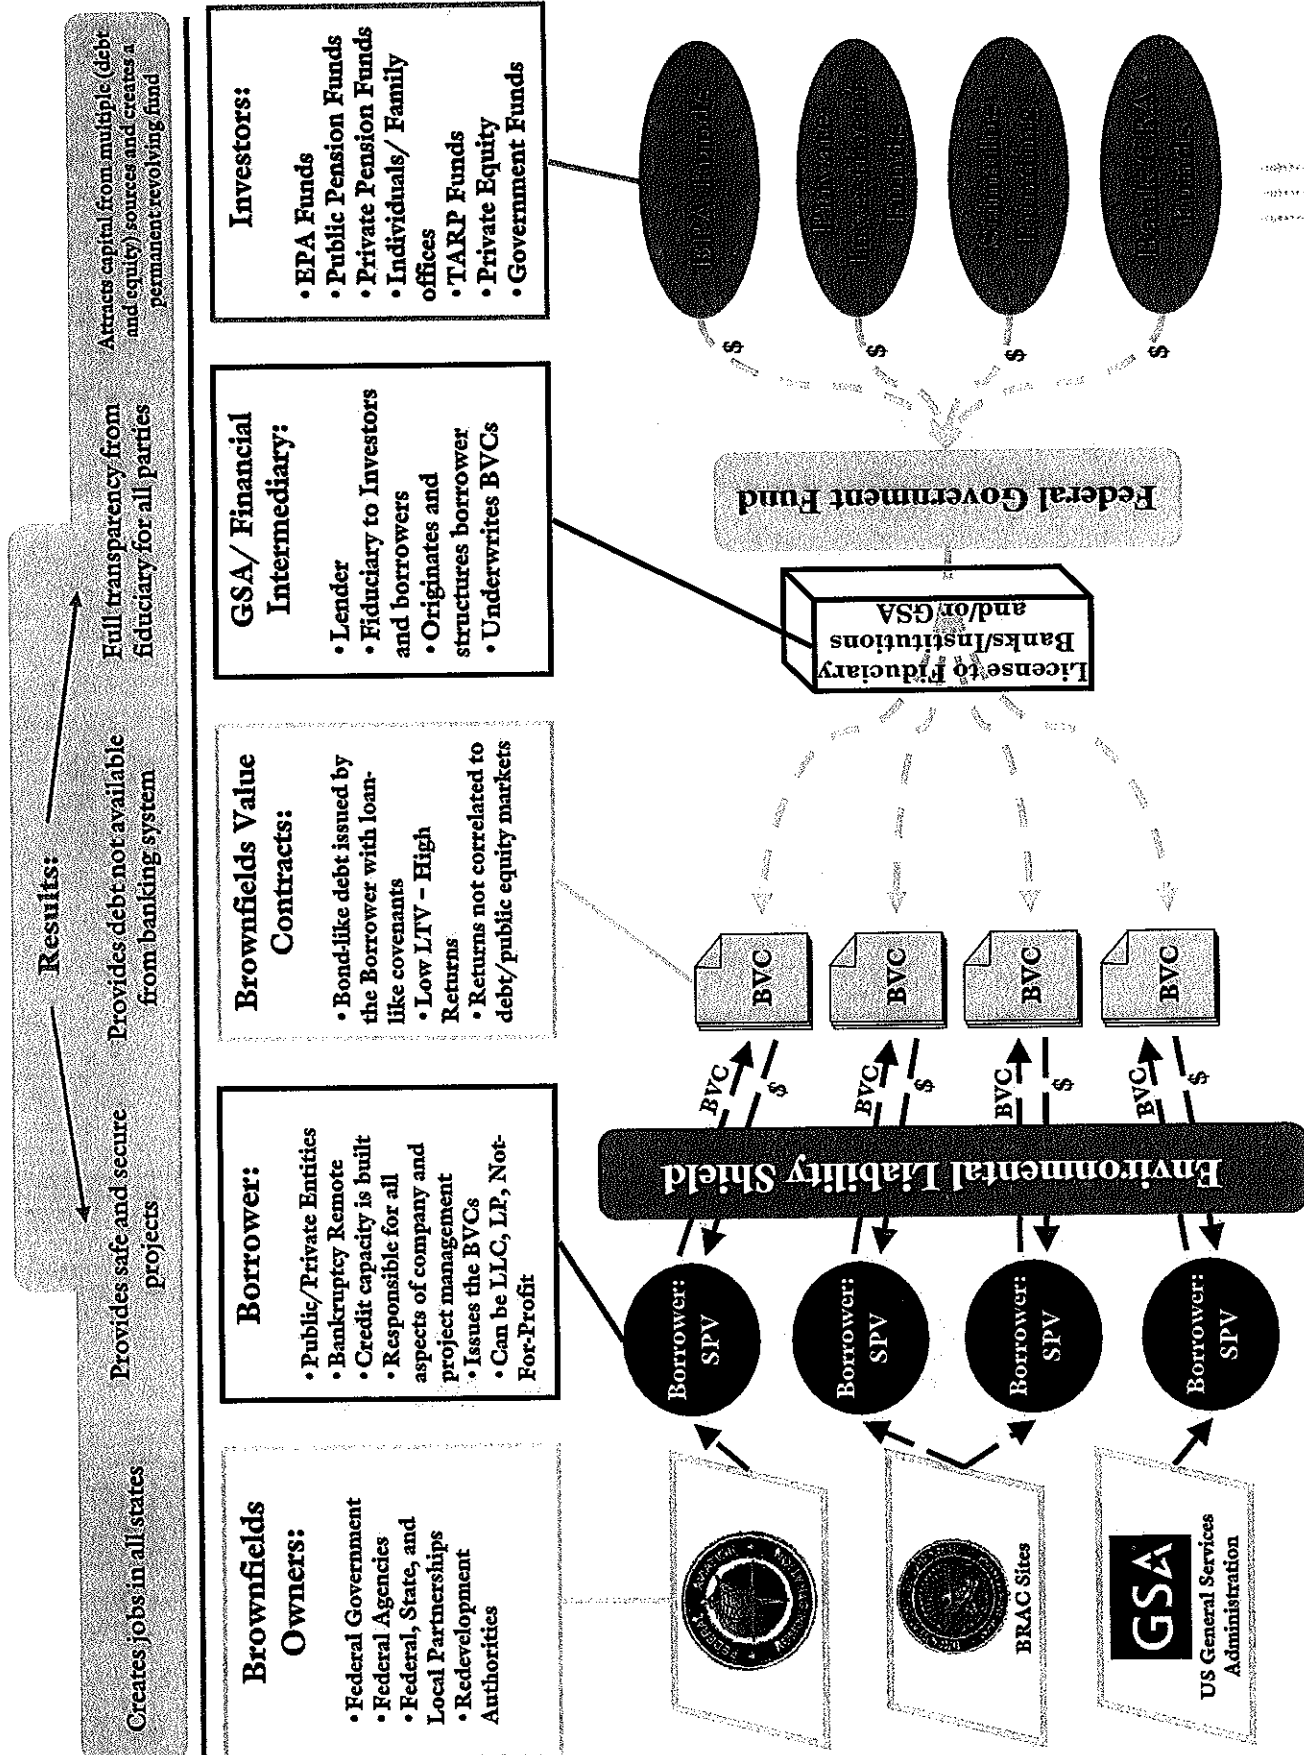 Results:
Creates jobs in all states
Provides safe and secure
projects
Provides debt not available
from banking system
Full transparency from
fiduciary for all parties
Attracts capital from multiple (debt
and equity) sources and creates a
permanent revolving fund
Brownfields
Owners:
• Federal Government
• Federal Agencies
• Federal, State, and
Local Partnerships
• Redevelopment
Authorities
Borrower:
• Public/Private Entities
• Bankruptcy Remote
• Credit capacity is built
• Responsible for all
aspects of company and
project management
• Issues the BVCs
• Can be LLC, LP, Not-
For-Profit
Brownfields Value
Contracts:
• Bond-like debt issued by
the Borrower with loan-
like covenants
• Low LTV – High
Returns
• Returns not correlated to
debt/public equity markets
GSA/ Financial
Intermediary:
• Lender
• Fiduciary to Investors
and borrowers
• Originates and
structures borrower
• Underwrites BVCs
Investors:
• EPA Funds
• Public Pension Funds
• Private Pension Funds
• Individuals/ Family
offices
• TARP Funds
• Private Equity
• Government Funds
FEDERAL AVIATION
BRAC Sites
GSA
US General Services
Administration
Borrower:
SPV
Borrower:
SPV
Borrower:
SPV
Borrower:
SPV
Environmental Liability Shield
BVC
$
BVC
$
BVC
$
BVC
$
BVC
BVC
BVC
BVC
License to Fiduciary
Banks/Institutions
and/or GSA
Federal Government Fund
$
$
$
$
EPA Funds
Private
Investment
Funds
Funding
Funds